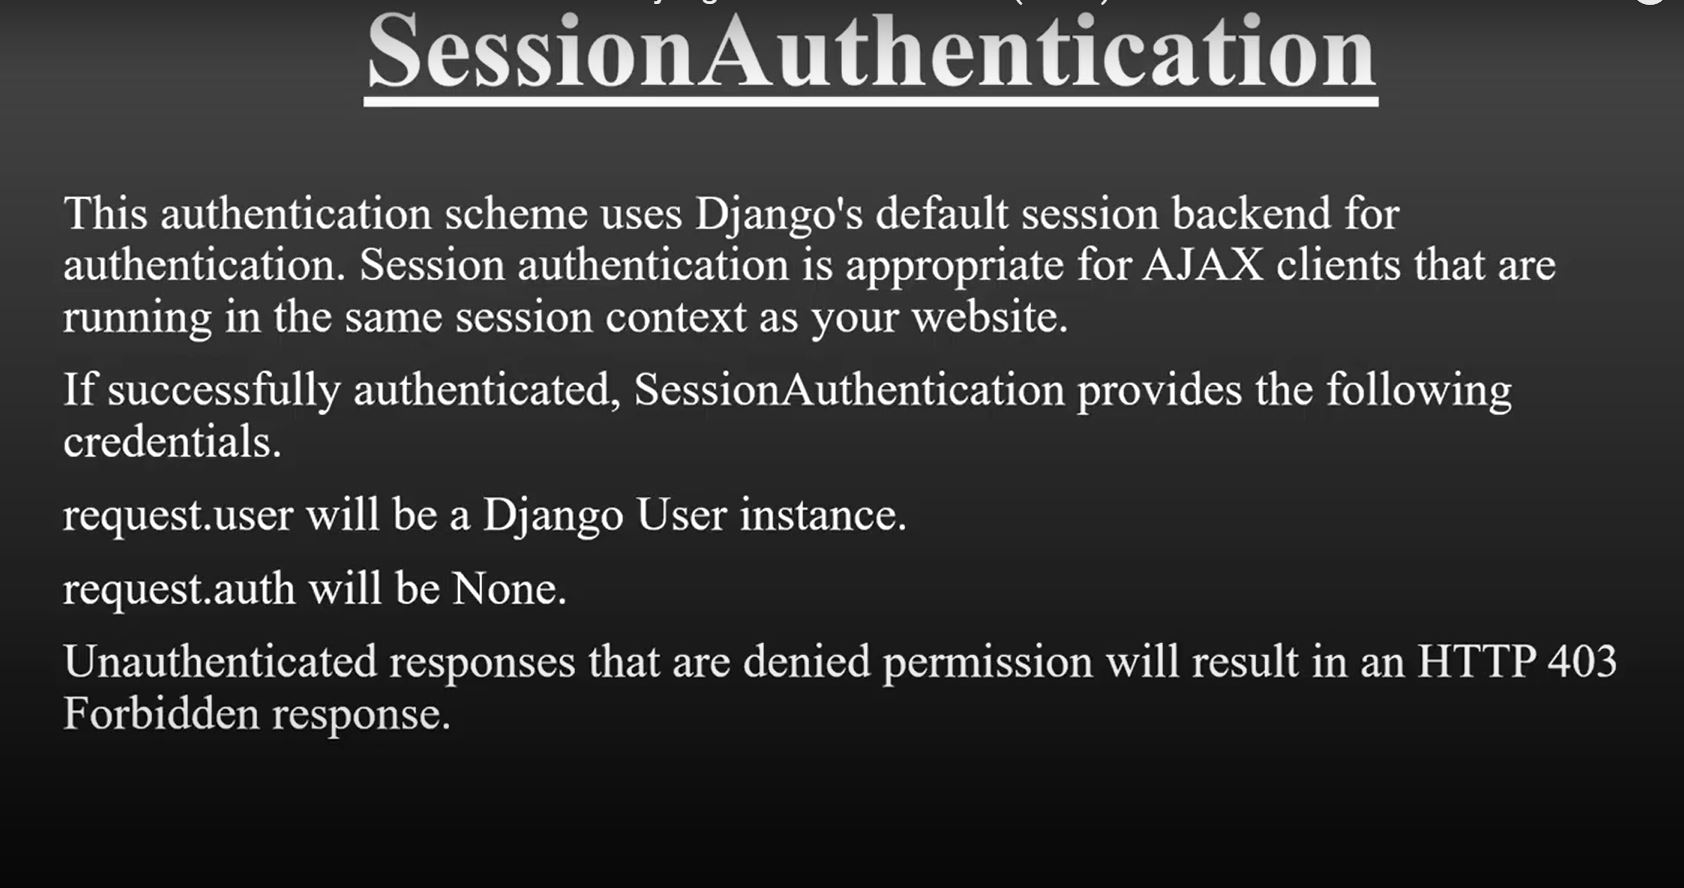 SessionAuthentication
This authentication scheme uses Django's default session backend for
authentication. Session authentication is appropriate for AJAX clients that are
running in the same session context as your website.
If successfully authenticated, SessionAuthentication provides the following
credentials.
request.user will be a Django User instance.
request.auth will be None.
Unauthenticated responses that are denied permission will result in an HTTP 403
Forbidden response.